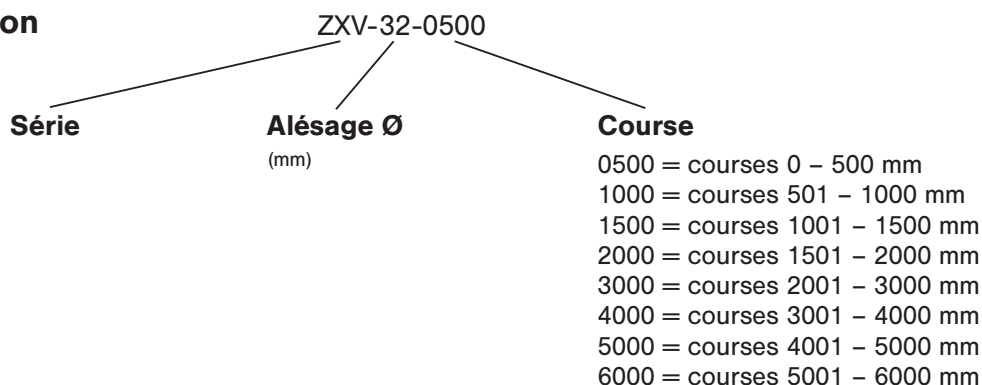 on
ZXV-32-0500
Série
Alésage Ø
(mm)
Course
0500 = courses 0 – 500 mm
1000 = courses 501 – 1000 mm
1500 = courses 1001 – 1500 mm
2000 = courses 1501 – 2000 mm
3000 = courses 2001 – 3000 mm
4000 = courses 3001 – 4000 mm
5000 = courses 4001 – 5000 mm
6000 = courses 5001 – 6000 mm